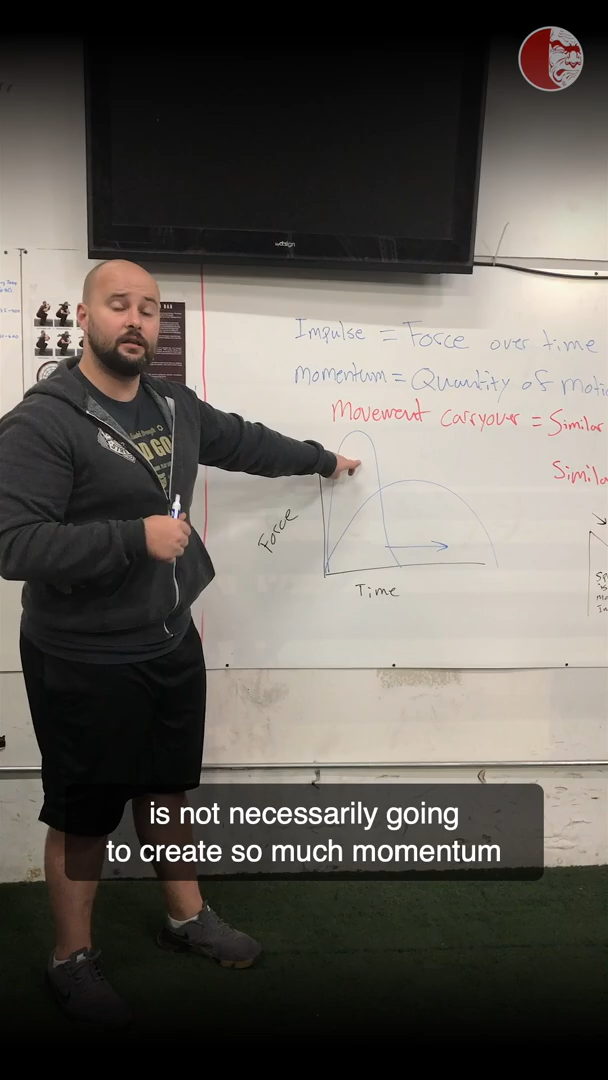 wdesign
Impulse = Force over time
Momentum = Quantity of motio
Movement carryover = Similar
Simila
Force
Time
is not necessarily going
to create so much momentum